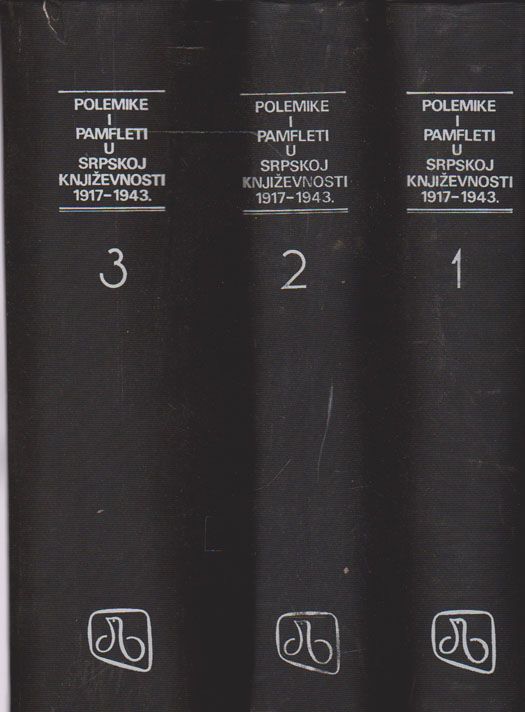 POLEMIKE
I
PAMFLETI
U
SRPSKOJ
KNJIŽEVNOSTI
1917-1943.
3
POLEMIKE
I
PAMFLETI
U
SRPSKOJ
KNJIŽEVNOSTI
1917-1943.
2
POLEMIKE
I
PAMFLETI
U
SRPSKOJ
KNJIŽEVNOSTI
1917-1943.
1